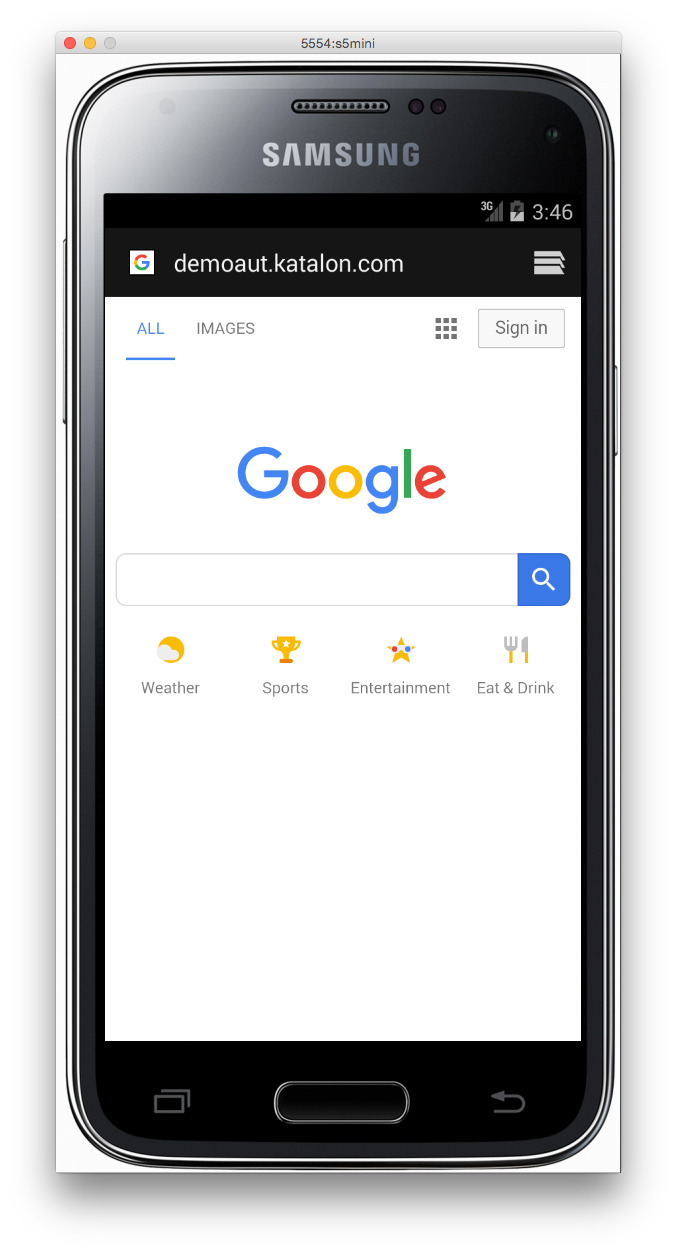 5554:s5mini
SAMSUNG
3G 3:46
G demoaut.katalon.com
ALL IMAGES Sign in
Google
Weather Sports Entertainment Eat & Drink